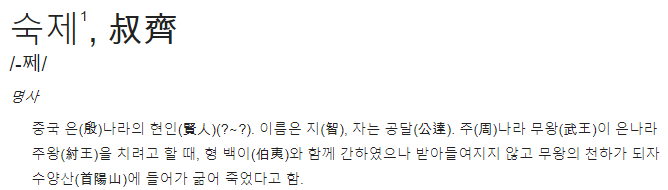 숙제1, 叔齊
/-쩨/
명사
중국 은(殷)나라의 현인(賢人)(?~?). 이름은 지(智), 자는 공달(公達). 주(周)나라 무왕(武王)이 은나라
주왕(紂王)을 치려고 할 때, 형 백이(伯夷)와 함께 간하였으나 받아들여지지 않고 무왕의 천하가 되자
수양산(首陽山)에 들어가 굶어 죽었다고 함.